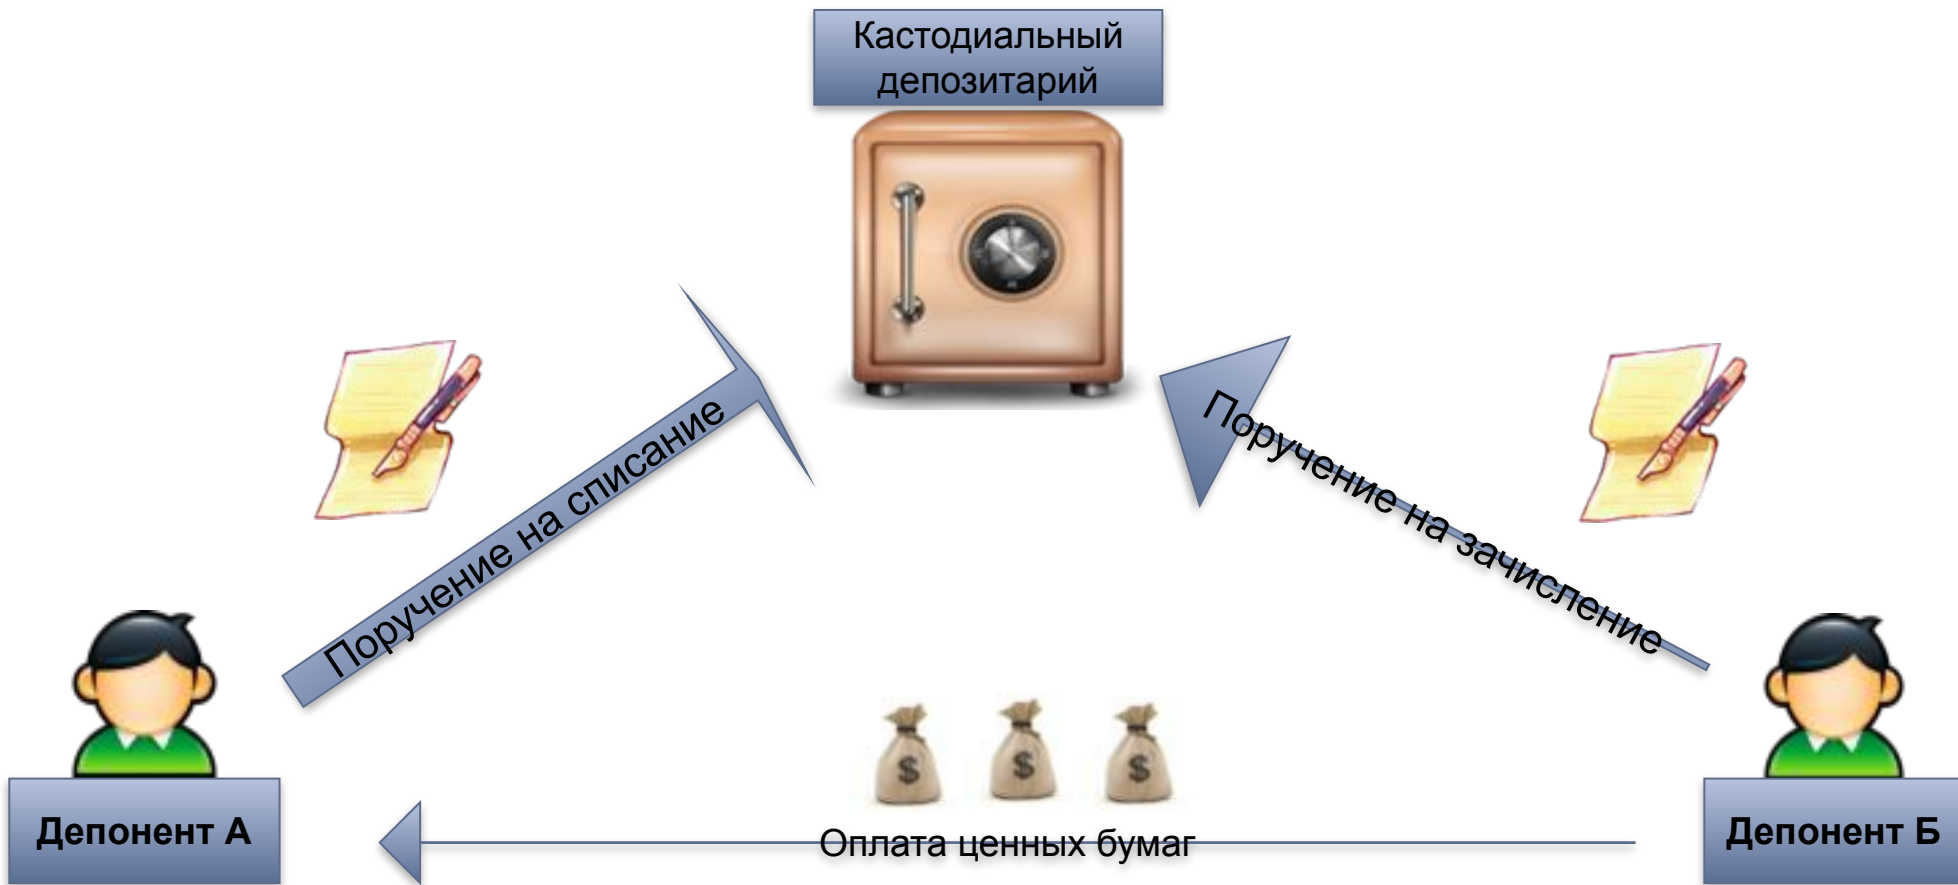 Кастодиальный
депозитарий
Поручение на списание
Поручение на зачисление
$ $ $
Оплата ценных бумаг
Депонент А
Депонент Б